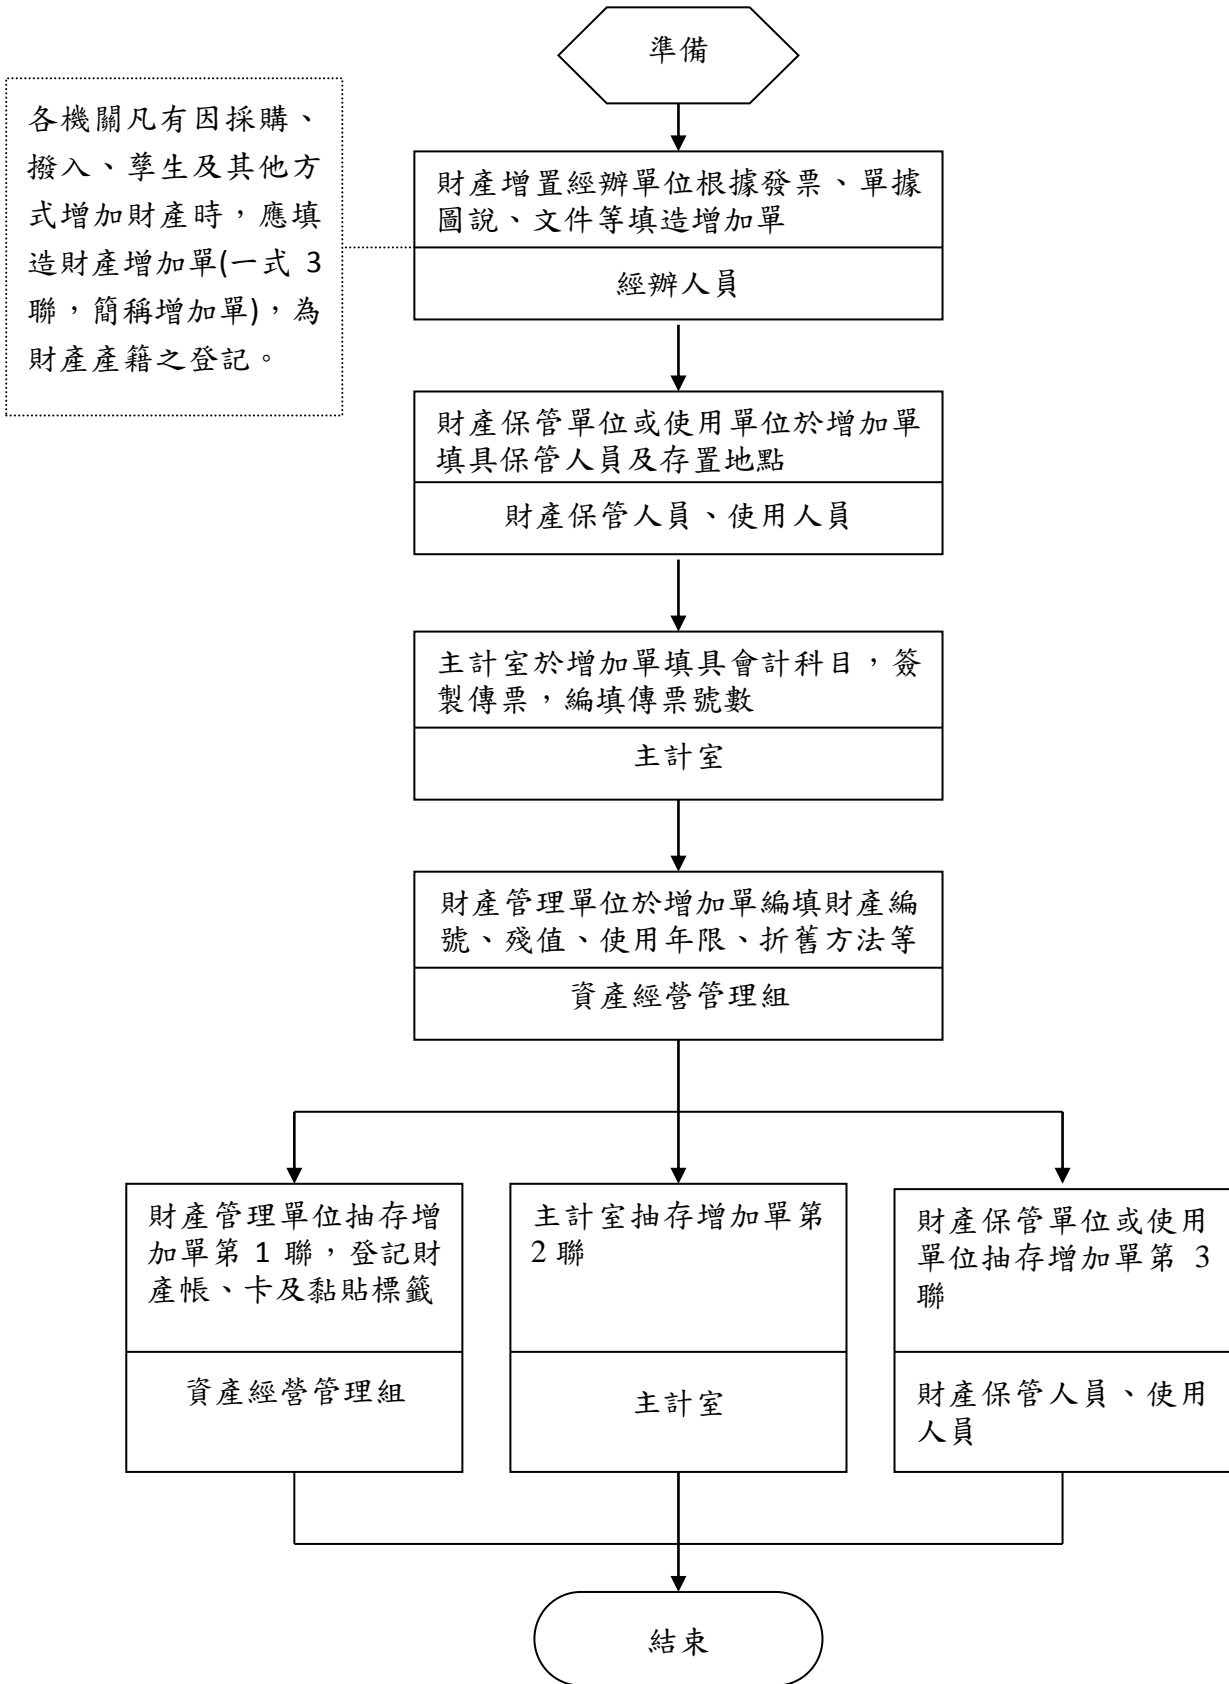 準備
各機關凡有因採購、
撥入、孳生及其他方
式增加財產時，應填
造財產增加單(一式 3
聯，簡稱增加單)，為
財產產籍之登記。
財產增置經辦單位根據發票、單據
圖說、文件等填造增加單
經辦人員
財產保管單位或使用單位於增加單
填具保管人員及存置地點
財產保管人員、使用人員
主計室於增加單填具會計科目，簽
製傳票，編填傳票號數
主計室
財產管理單位於增加單編填財產編
號、殘值、使用年限、折舊方法等
資產經營管理組
財產管理單位抽存增
加單第 1 聯，登記財
產帳、卡及黏貼標籤
資產經營管理組
主計室抽存增加單第
2 聯
主計室
財產保管單位或使用
單位抽存增加單第 3
聯
財產保管人員、使用
人員
結束